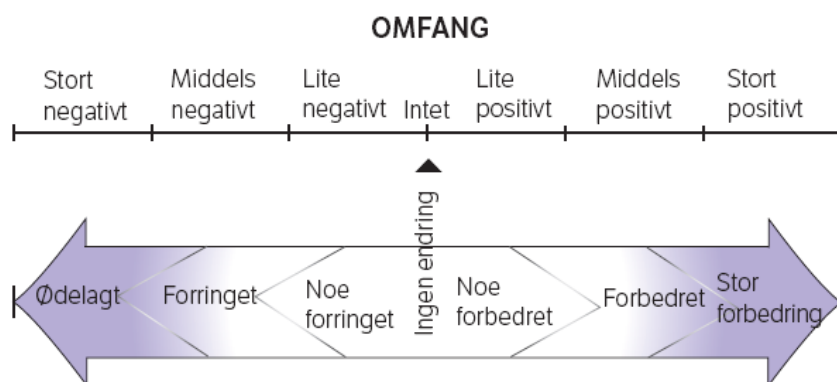 OMFANG
Stort Middels Lite Lite Middels Stort
negativt negativt negativt Intet positivt positivt positivt
Ingen endring
Ødelagt Forringet Noe Noe Forbedret Stor
forringet forbedret forbedring